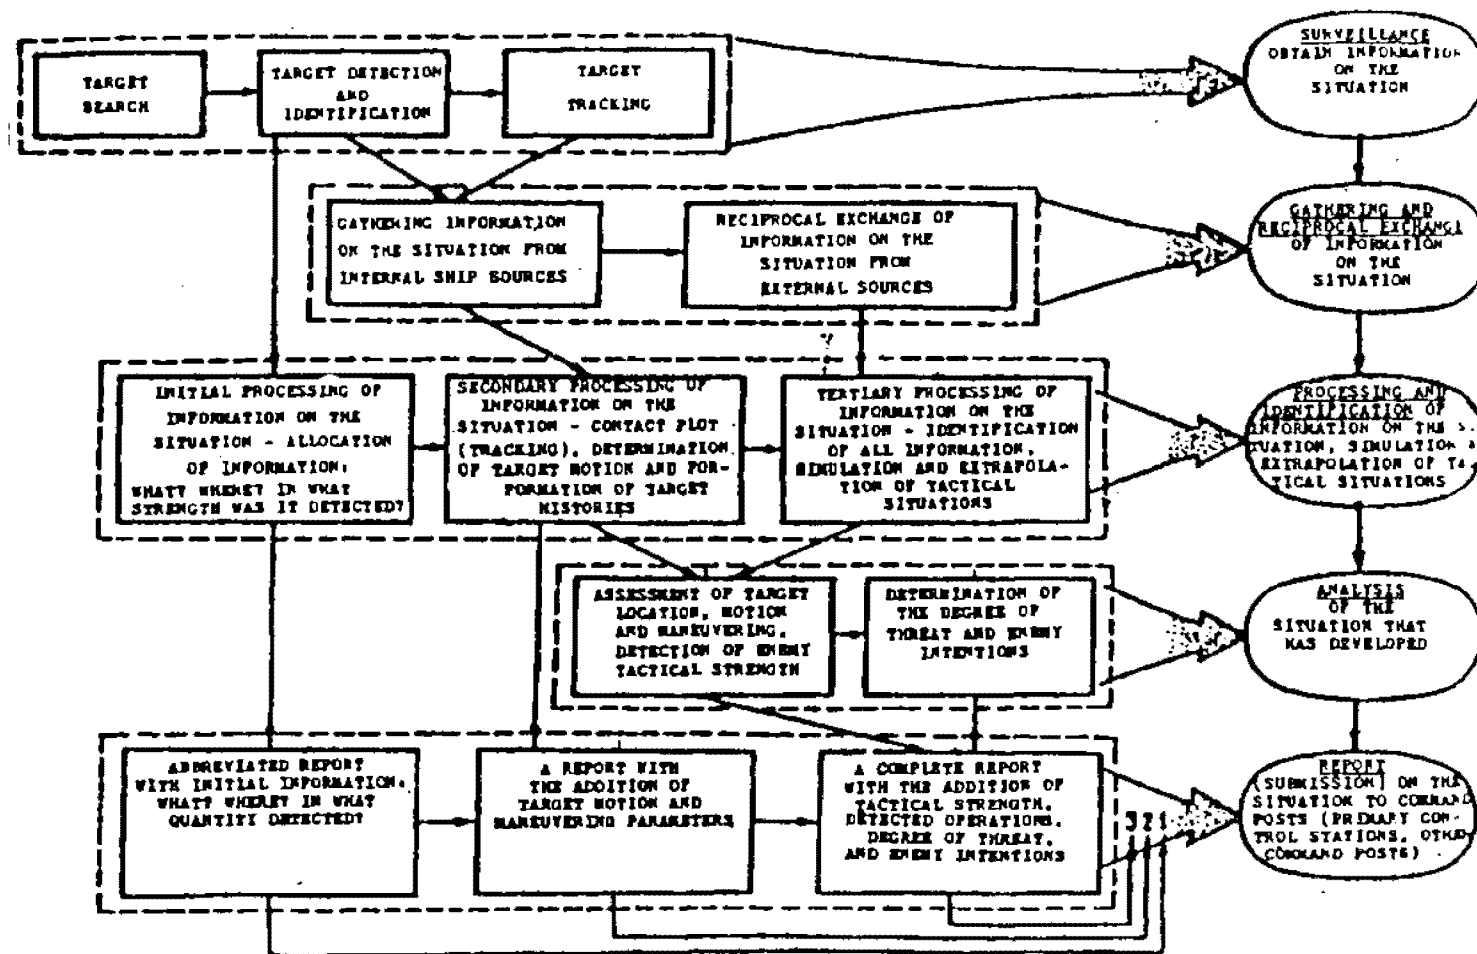 TARGET
SEARCH
TARGET DETECTION
AND
IDENTIFICATION
TARGET
TRACKING
SURVEILLANCE
OBTAIN INFORMATION
ON THE
SITUATION
GATHERING INFORMATION
ON THE SITUATION FROM
INTERNAL SHIP SOURCES
RECIPROCAL EXCHANGE OF
INFORMATION ON THE
SITUATION FROM
EXTERNAL SOURCES
GATHERING AND
RECIPROCAL EXCHANGE
OF INFORMATION
ON THE
SITUATION
INITIAL PROCESSING OF
INFORMATION ON THE
SITUATION - ALLOCATION
OF INFORMATION:
WHAT? WHERE? IN WHAT
STRENGTH WAS IT DETECTED?
SECONDARY PROCESSING OF
INFORMATION ON THE
SITUATION - CONTACT PLOT
(TRACKING), DETERMINATION
OF TARGET MOTION AND FOR-
FORMATION OF TARGET
HISTORIES
TERTIARY PROCESSING OF
INFORMATION ON THE
SITUATION - IDENTIFICATION
OF ALL INFORMATION,
SIMULATION AND EXTRAPOLA-
TION OF TACTICAL
SITUATIONS
PROCESSING AND
IDENTIFICATION OF
INFORMATION ON THE
TUATION, SIMULATION
EXTRAPOLATION OF TA
TICAL SITUATIONS
ASSESSMENT OF TARGET
LOCATION, MOTION
AND MANEUVERING,
DETECTION OF ENEMY
TACTICAL STRENGTH
DETERMINATION OF
THE DEGREE OF
THREAT AND ENEMY
INTENTIONS
ANALYSIS
OF THE
SITUATION THAT
HAS DEVELOPED
ABBREVIATED REPORT
WITH INITIAL INFORMATION:
WHAT? WHERE? IN WHAT
QUANTITY DETECTED?
A REPORT WITH
THE ADDITION OF
TARGET MOTION AND
MANEUVERING PARAMETERS
A COMPLETE REPORT
WITH THE ADDITION OF
TACTICAL STRENGTH,
DETECTED OPERATIONS,
DEGREE OF THREAT,
AND ENEMY INTENTIONS
3 2 1
REPORT
(SUBMISSION) ON THE
SITUATION TO COMMAND
POSTS (PRIMARY CON-
TROL STATIONS, OTHER
COMMAND POSTS)